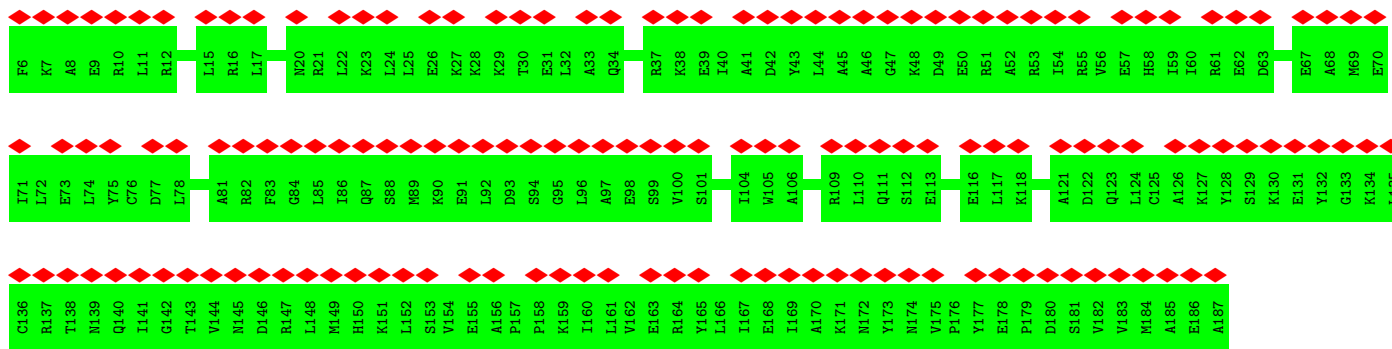 F6 K7 A8 E9 R10 L11 R12 L15 R16 L17 N20 R21 L22 K23 L24 L25 E26 K27 K28 K29 T30 E31 L32 A33 Q34 R37 K38 E39 I40 A41 D42 Y43 L44 A45 A46 G47 K48 D49 E50 R51 A52 R53 I54 R55 V56 E57 H58 I59 I60 R61 E62 D63 E67 A68 M69 E70
I71 L72 E73 L74 Y75 C76 D77 L78 A81 R82 F83 G84 L85 I86 Q87 S88 M89 K90 E91 L92 D93 S94 G95 L96 A97 E98 S99 V100 S101 I104 W105 A106 R109 L110 Q111 S112 E113 E116 L117 K118 A121 D122 Q123 L124 C125 A126 K127 Y128 S129 K130 E131 Y132 G133 K134 L135
C136 R137 T138 N139 Q140 I141 G142 T143 V144 N145 D146 R147 L148 M149 H150 K151 L152 S153 V154 E155 A156 P157 P158 K159 I160 L161 V162 E163 R164 Y165 L166 I167 E168 I169 A170 K171 N172 Y173 N174 V175 P176 Y177 E178 P179 D180 S181 V182 V183 M184 A185 E186 A187